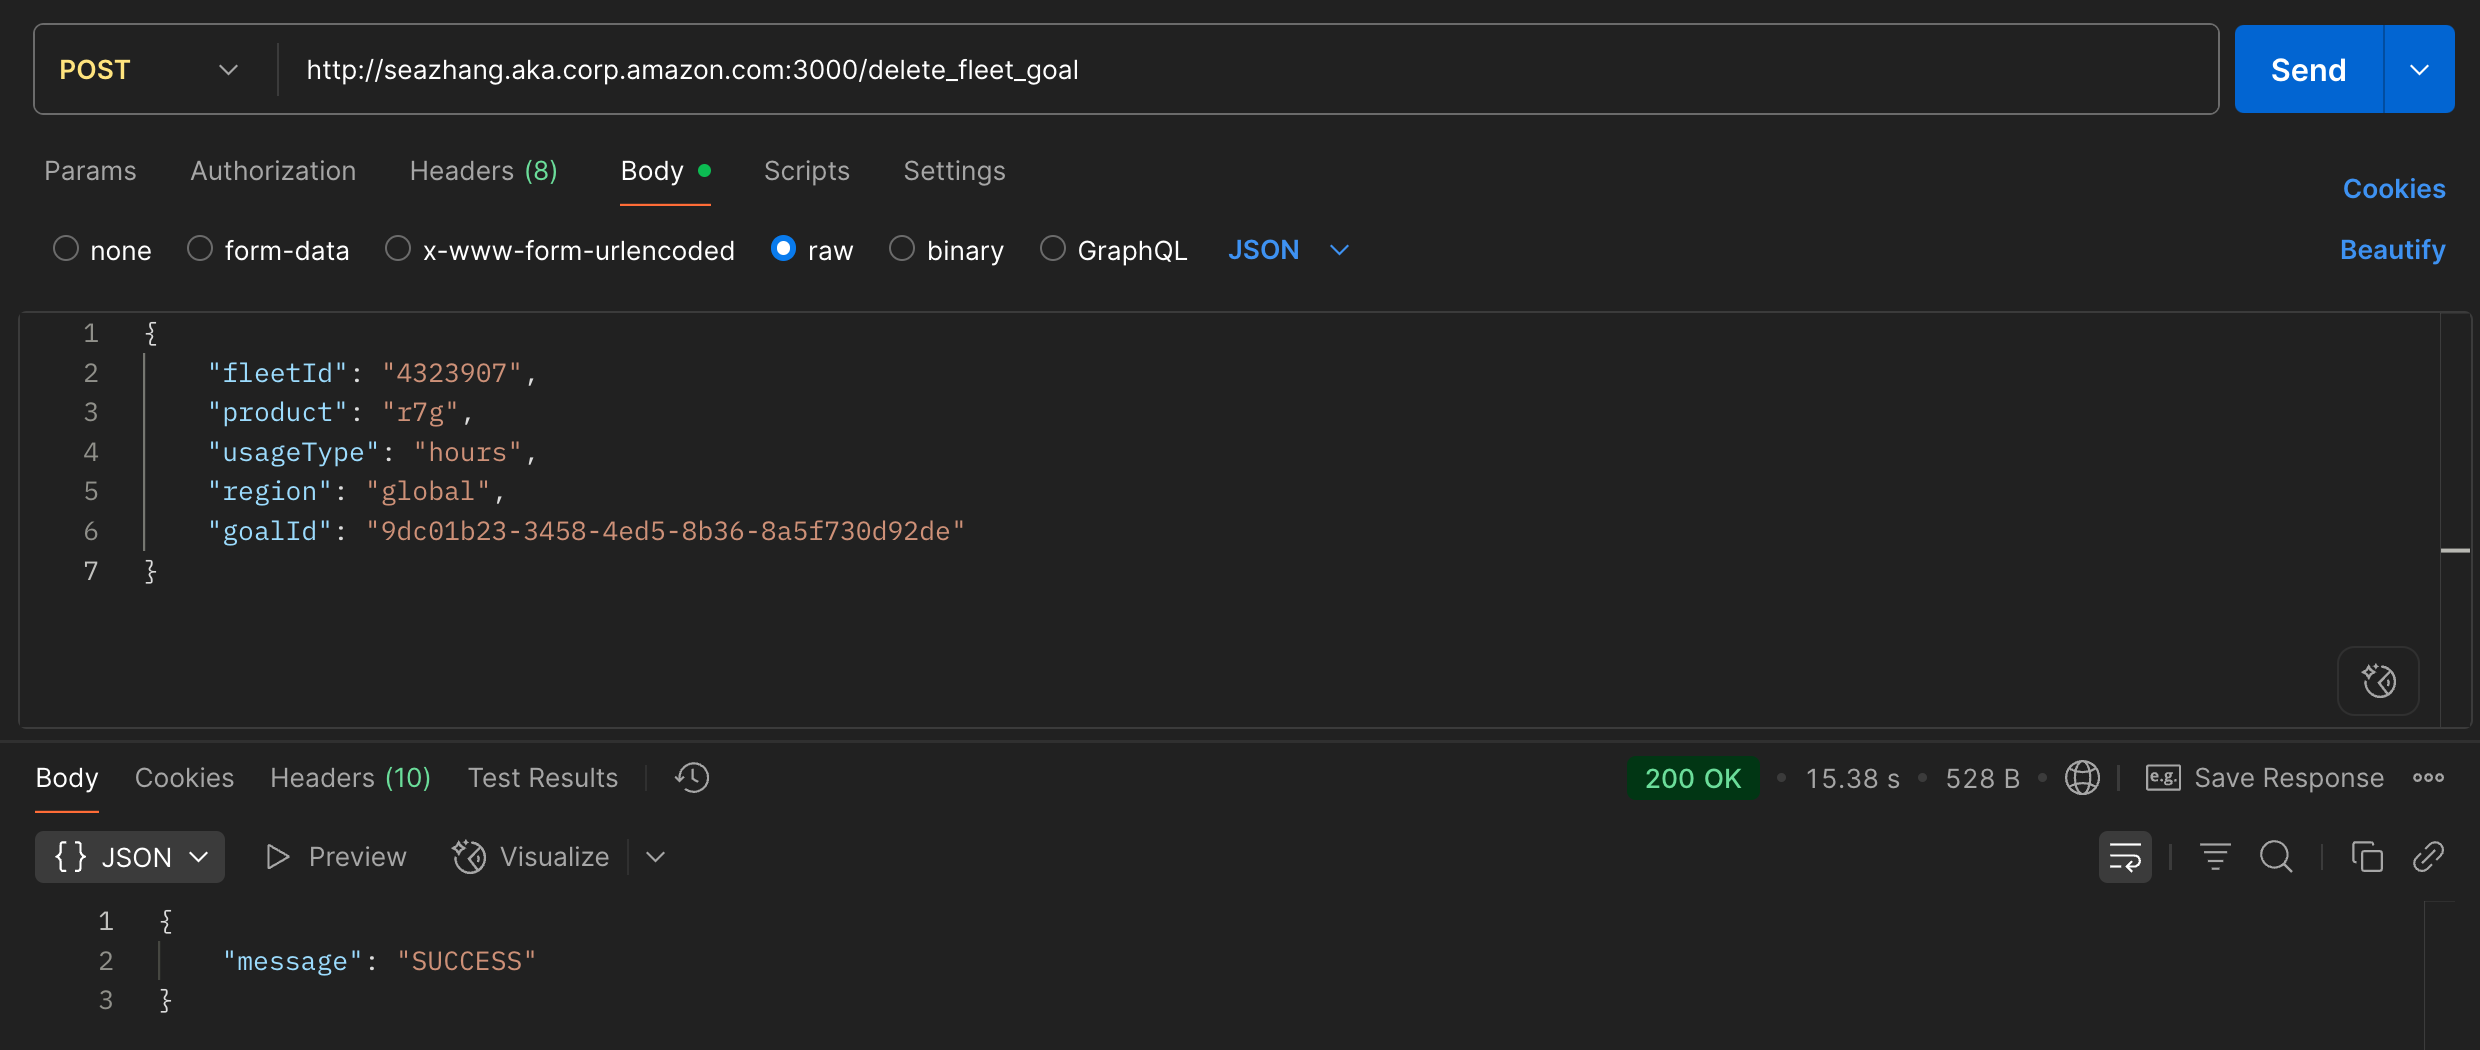 POST http://seazhang.aka.corp.amazon.com:3000/delete_fleet_goal Send
Params Authorization Headers (8) Body Scripts Settings Cookies
none form-data x-www-form-urlencoded raw binary GraphQL JSON Beautify
1 {
2 "fleetId": "4323907",
3 "product": "r7g",
4 "usageType": "hours",
5 "region": "global",
6 "goalId": "9dc01b23-3458-4ed5-8b36-8a5f730d92de"
7 }
Body Cookies Headers (10) Test Results 200 OK • 15.38 s • 528 B • e.g. Save Response
{} JSON Preview Visualize
1 {
2 "message": "SUCCESS"
3 }